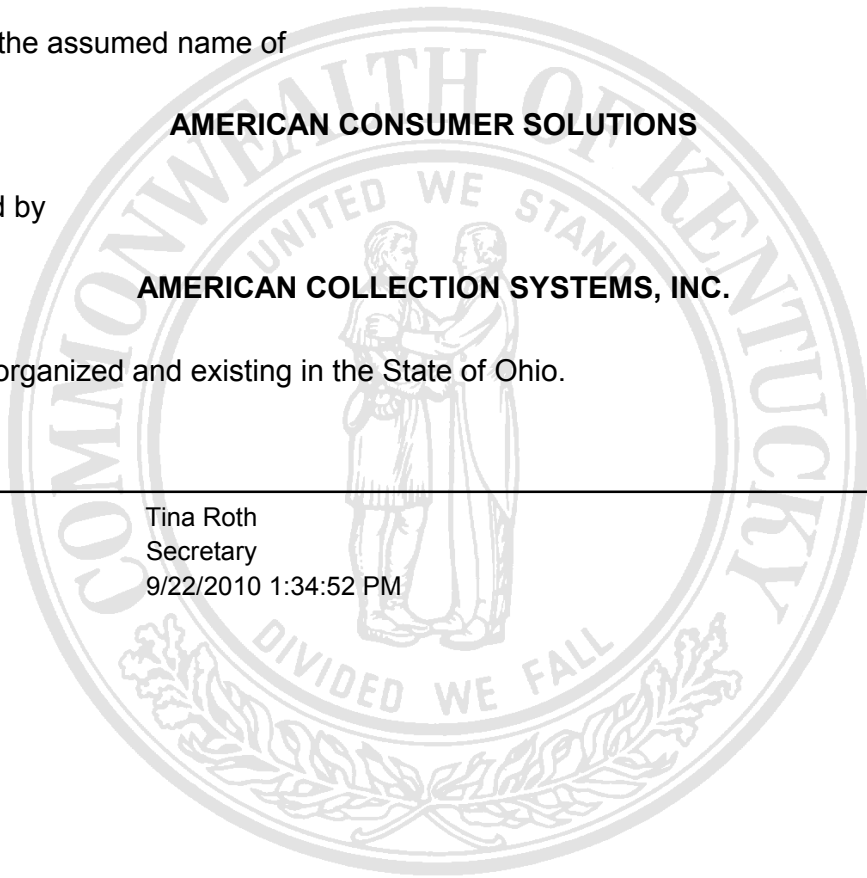 the assumed name of
AMERICAN CONSUMER SOLUTIONS
d by
AMERICAN COLLECTION SYSTEMS, INC.
organized and existing in the State of Ohio.
Tina Roth
Secretary
9/22/2010 1:34:52 PM
COMMONWEALTH OF KENTUCKY
UNITED WE STAND
DIVIDED WE FALL